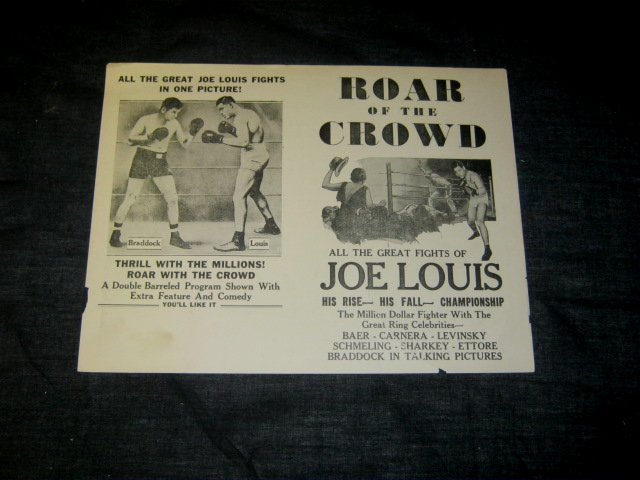 ALL THE GREAT JOE LOUIS FIGHTS
IN ONE PICTURE!
Braddock
Louis
THRILL WITH THE MILLIONS!
ROAR WITH THE CROWD
A Double Barreled Program Shown With
Extra Feature And Comedy
YOU'LL LIKE IT
ROAR
OF THE
CROWD
ALL THE GREAT FIGHTS OF
JOE LOUIS
HIS RISE— HIS FALL— CHAMPIONSHIP
The Million Dollar Fighter With The
Great Ring Celebrities—
BAER - CARNERA - LEVINSKY
SCHMELING - SHARKEY - ETTORE
BRADDOCK IN TALKING PICTURES